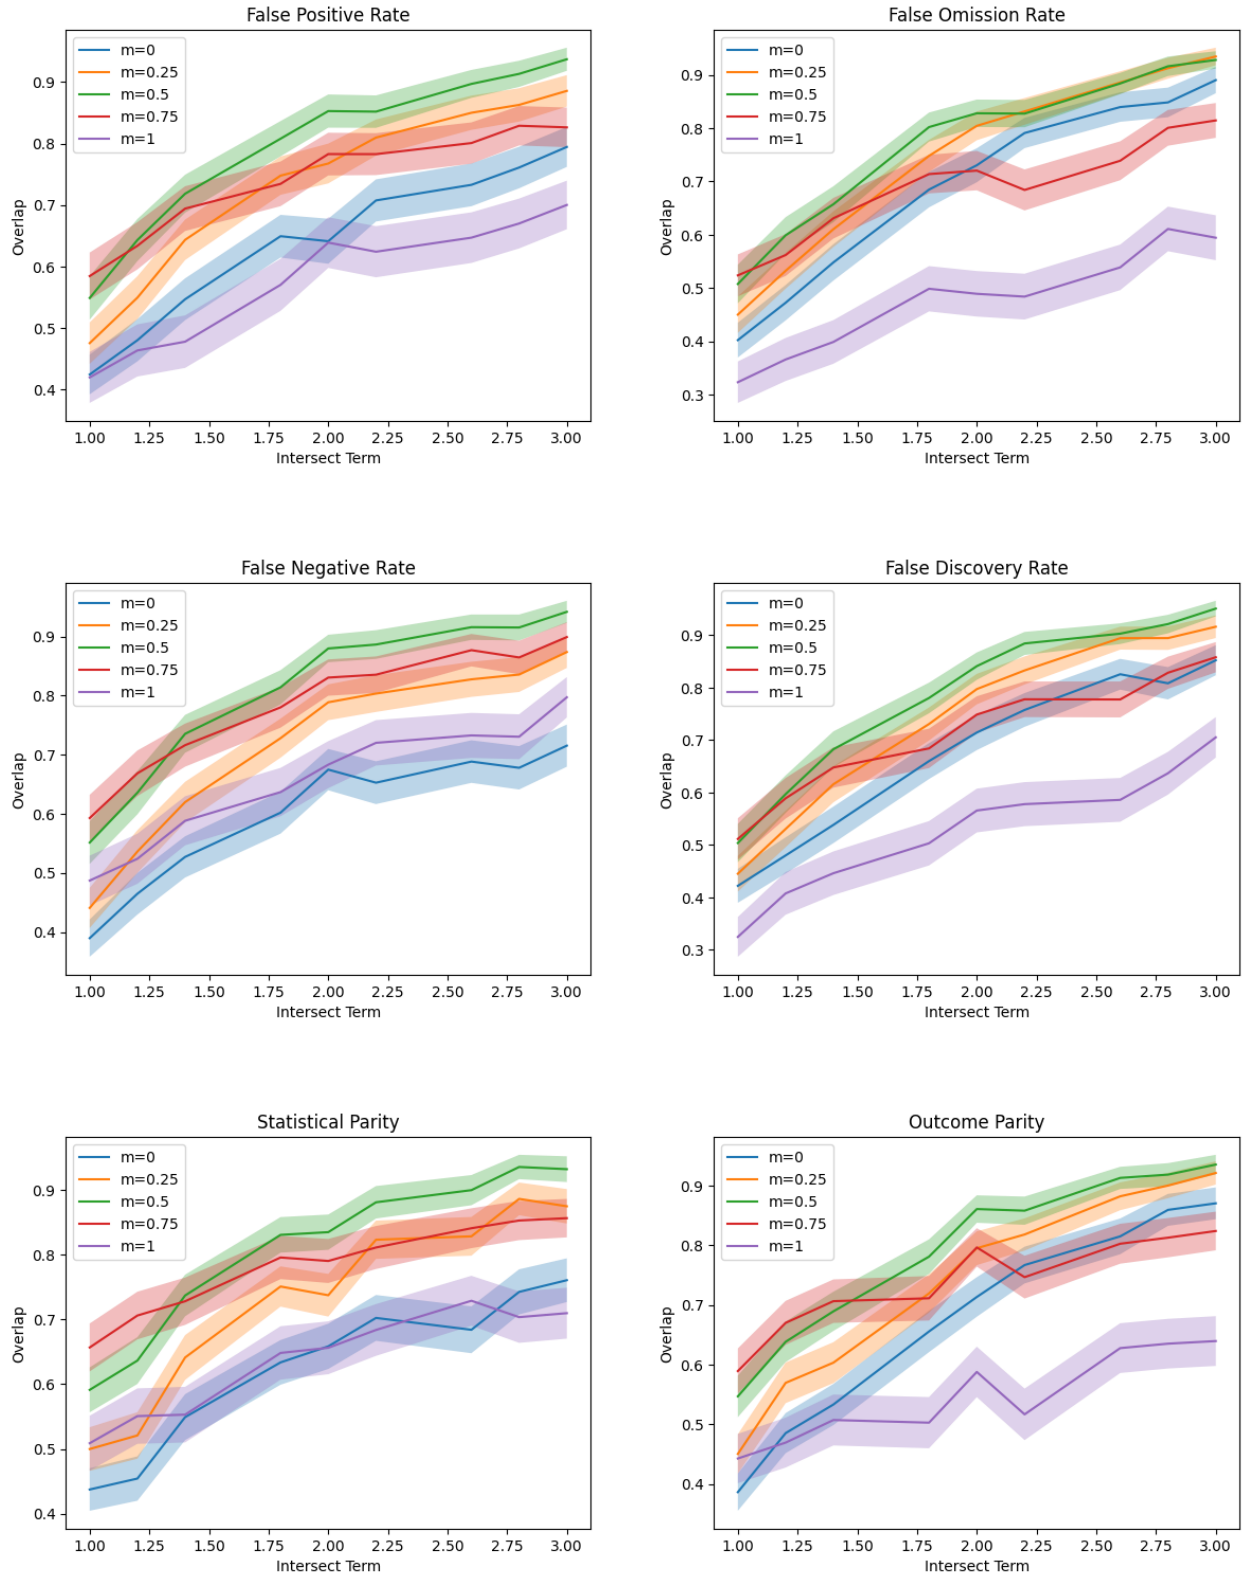 False Positive Rate
m=0
m=0.25
m=0.5
m=0.75
m=1
0.9
0.8
0.7
0.6
0.5
0.4
Overlap
1.00 1.25 1.50 1.75 2.00 2.25 2.50 2.75 3.00
Intersect Term
False Omission Rate
m=0
m=0.25
m=0.5
m=0.75
m=1
0.9
0.8
0.7
0.6
0.5
0.4
0.3
Overlap
1.00 1.25 1.50 1.75 2.00 2.25 2.50 2.75 3.00
Intersect Term
False Negative Rate
m=0
m=0.25
m=0.5
m=0.75
m=1
0.9
0.8
0.7
0.6
0.5
0.4
Overlap
1.00 1.25 1.50 1.75 2.00 2.25 2.50 2.75 3.00
Intersect Term
False Discovery Rate
m=0
m=0.25
m=0.5
m=0.75
m=1
0.9
0.8
0.7
0.6
0.5
0.4
0.3
Overlap
1.00 1.25 1.50 1.75 2.00 2.25 2.50 2.75 3.00
Intersect Term
Statistical Parity
m=0
m=0.25
m=0.5
m=0.75
m=1
0.9
0.8
0.7
0.6
0.5
0.4
Overlap
1.00 1.25 1.50 1.75 2.00 2.25 2.50 2.75 3.00
Intersect Term
Outcome Parity
m=0
m=0.25
m=0.5
m=0.75
m=1
0.9
0.8
0.7
0.6
0.5
0.4
Overlap
1.00 1.25 1.50 1.75 2.00 2.25 2.50 2.75 3.00
Intersect Term